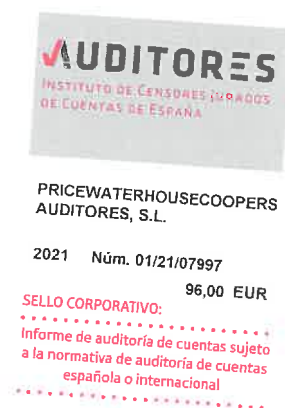 AUDITORES
INSTITUTO DE CENSORES JURADOS
DE CUENTAS DE ESPAÑA
PRICEWATERHOUSECOOPERS
AUDITORES, S.L.
2021 Núm. 01/21/07997
96,00 EUR
SELLO CORPORATIVO:
Informe de auditoría de cuentas sujeto
a la normativa de auditoría de cuentas
española o internacional